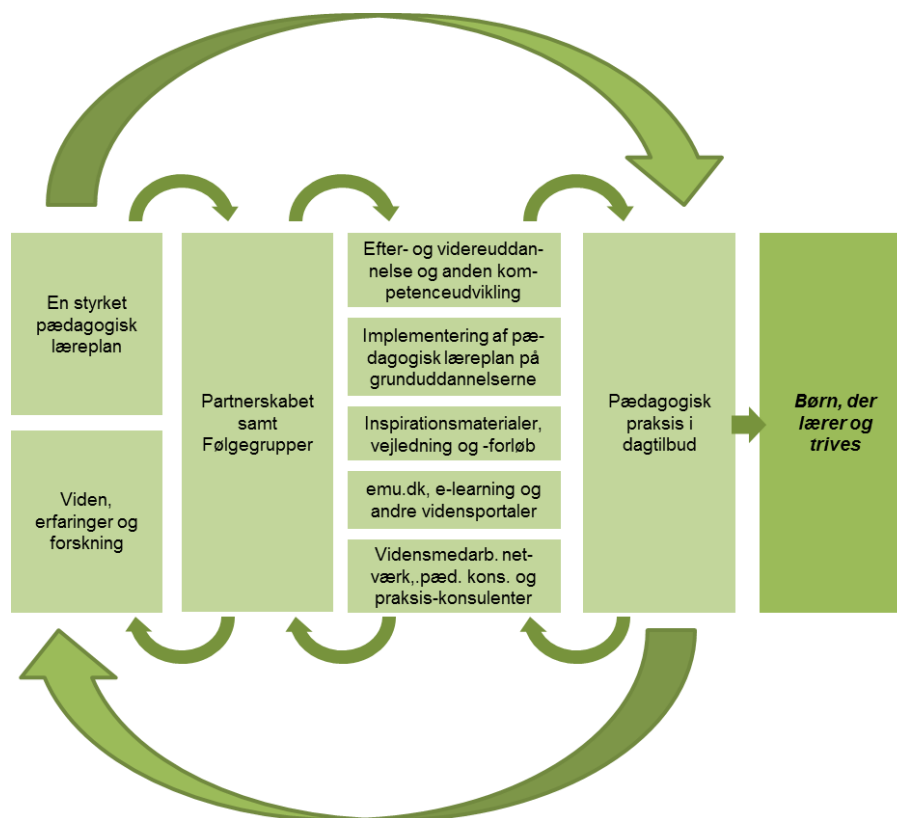 En styrket
pædagogisk
læreplan
Viden,
erfaringer og
forskning
Partnerskabet
samt
Følgegrupper
Efter- og videreuddan-
nelse og anden kom-
petenceudvikling
Implementering af pæ-
dagogisk læreplan på
grunduddannelserne
Inspirationsmaterialer,
vejledning og -forløb
emu.dk, e-learning og
andre vidensportaler
Vidensmedarb. net-
værk,.pæd. kons. og
praksis-konsulenter
Pædagogisk
praksis i
dagtilbud
Børn, der
lærer og
trives